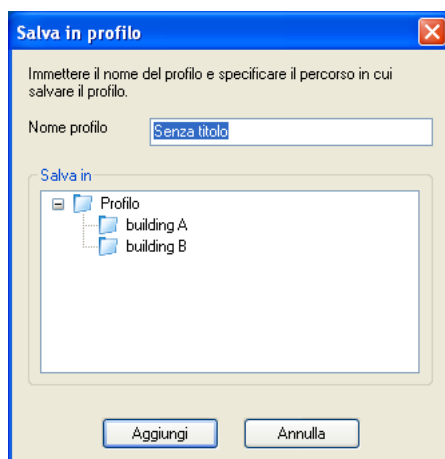 Salva in profilo
Immettere il nome del profilo e specificare il percorso in cui
salvare il profilo.
Nome profilo
Senza titolo
Salva in
Profilo
building A
building B
Aggiungi
Annulla